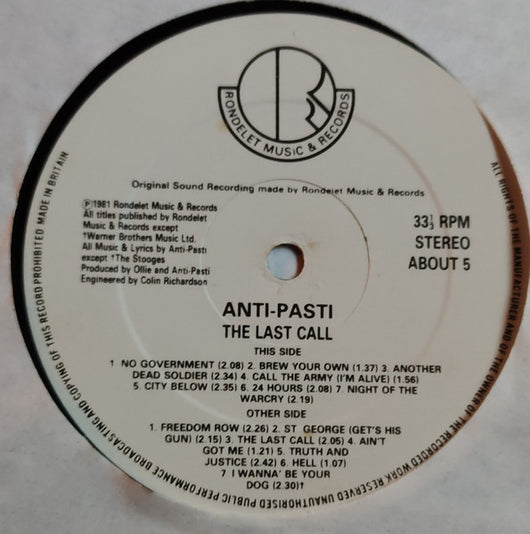 RONDELET MUSIC & RECORDS
Original Sound Recording made by Rondelet Music & Records
℗1981 Rondelet Music & Records
All titles published by Rondelet
Music & Records except
†Warner Brothers Music Ltd.
All Music & Lyrics by Anti-Pasti
except †The Stooges
Produced by Ollie and Anti-Pasti
Engineered by Colin Richardson
33⅓ RPM
STEREO
ABOUT 5
ANTI-PASTI
THE LAST CALL
THIS SIDE
1 NO GOVERNMENT (2.08) 2. BREW YOUR OWN (1.37) 3. ANOTHER
DEAD SOLDIER (2.34) 4. CALL THE ARMY (I'M ALIVE) (1.56)
5. CITY BELOW (2.35) 6. 24 HOURS (2.08) 7. NIGHT OF THE
WARCRY (2.19)
OTHER SIDE
1. FREEDOM ROW (2.26) 2. ST GEORGE (GET'S HIS
GUN) (2.15) 3. THE LAST CALL (2.05) 4. AIN'T
GOT ME (1.21) 5. TRUTH AND
JUSTICE (2.42) 6. HELL (1.07)
7 I WANNA' BE YOUR
DOG (2.30)†
ALL RIGHTS OF THE MANUFACTURER AND OF THE OWNER OF THE RECORDED WORK RESERVED UNAUTHORISED PUBLIC PERFORMANCE BROADCASTING AND COPYING OF THIS RECORD PROHIBITED MADE IN BRITAIN